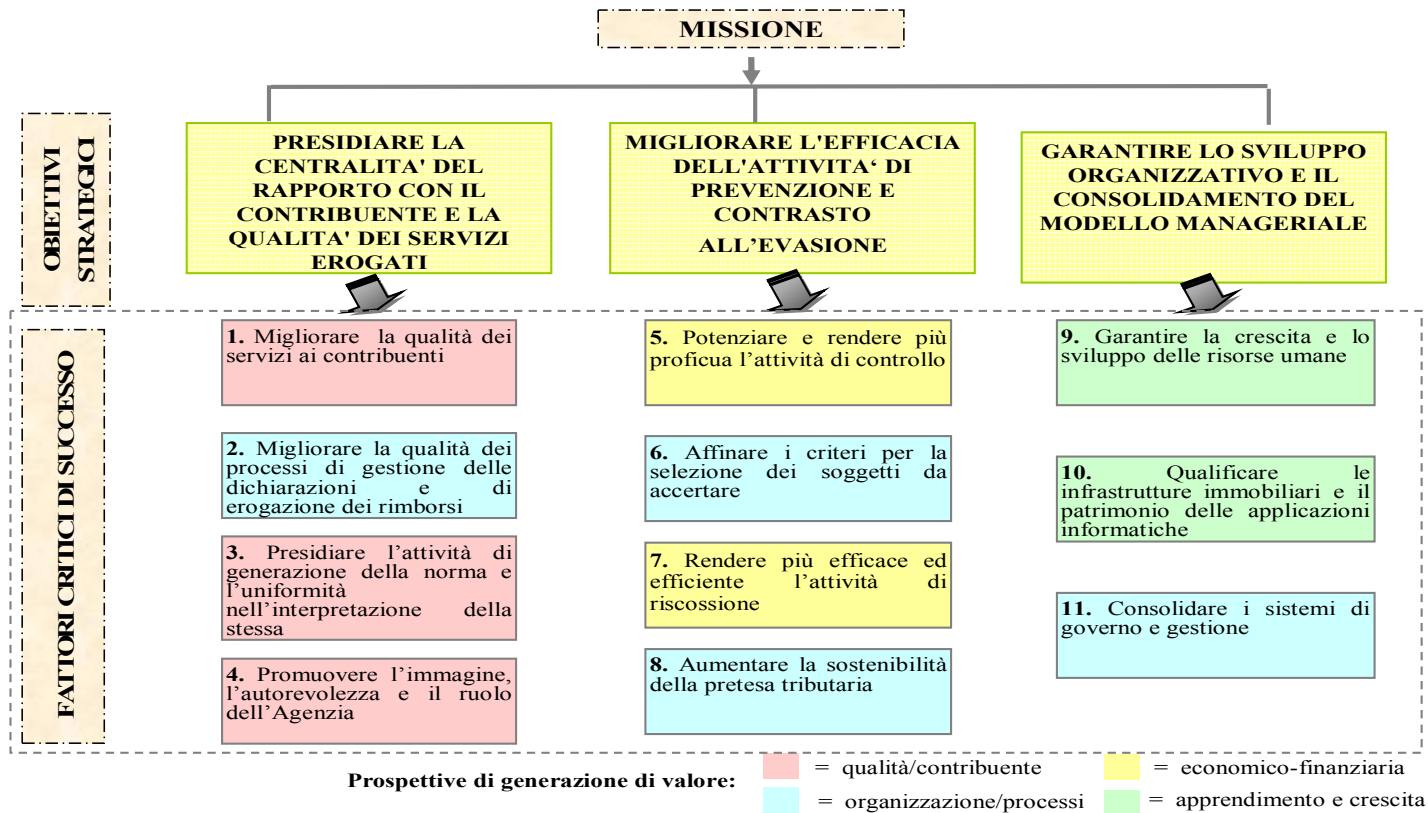 MISSIONE
OBIETTIVI
STRATEGICI
PRESIDIARE LA
CENTRALITA' DEL
RAPPORTO CON IL
CONTRIBUENTE E LA
QUALITA' DEI SERVIZI
EROGATI
MIGLIORARE L'EFFICACIA
DELL'ATTIVITA‘ DI
PREVENZIONE E
CONTRASTO
ALL’EVASIONE
GARANTIRE LO SVILUPPO
ORGANIZZATIVO E IL
CONSOLIDAMENTO DEL
MODELLO MANAGERIALE
FATTORI CRITICI DI SUCCESSO
1. Migliorare la qualità dei
servizi ai contribuenti
2. Migliorare la qualità dei
processi di gestione delle
dichiarazioni e di
erogazione dei rimborsi
3. Presidiare l’attività di
generazione della norma e
l’uniformità
nell’interpretazione della
stessa
4. Promuovere l’immagine,
l’autorevolezza e il ruolo
dell’Agenzia
5. Potenziare e rendere più
proficua l’attività di controllo
6. Affinare i criteri per la
selezione dei soggetti da
accertare
7. Rendere più efficace ed
efficiente l’attività di
riscossione
8. Aumentare la sostenibilità
della pretesa tributaria
9. Garantire la crescita e lo
sviluppo delle risorse umane
10. Qualificare le
infrastrutture immobiliari e il
patrimonio delle applicazioni
informatiche
11. Consolidare i sistemi di
governo e gestione
Prospettive di generazione di valore:
= qualità/contribuente
= economico-finanziaria
= organizzazione/processi
= apprendimento e crescita